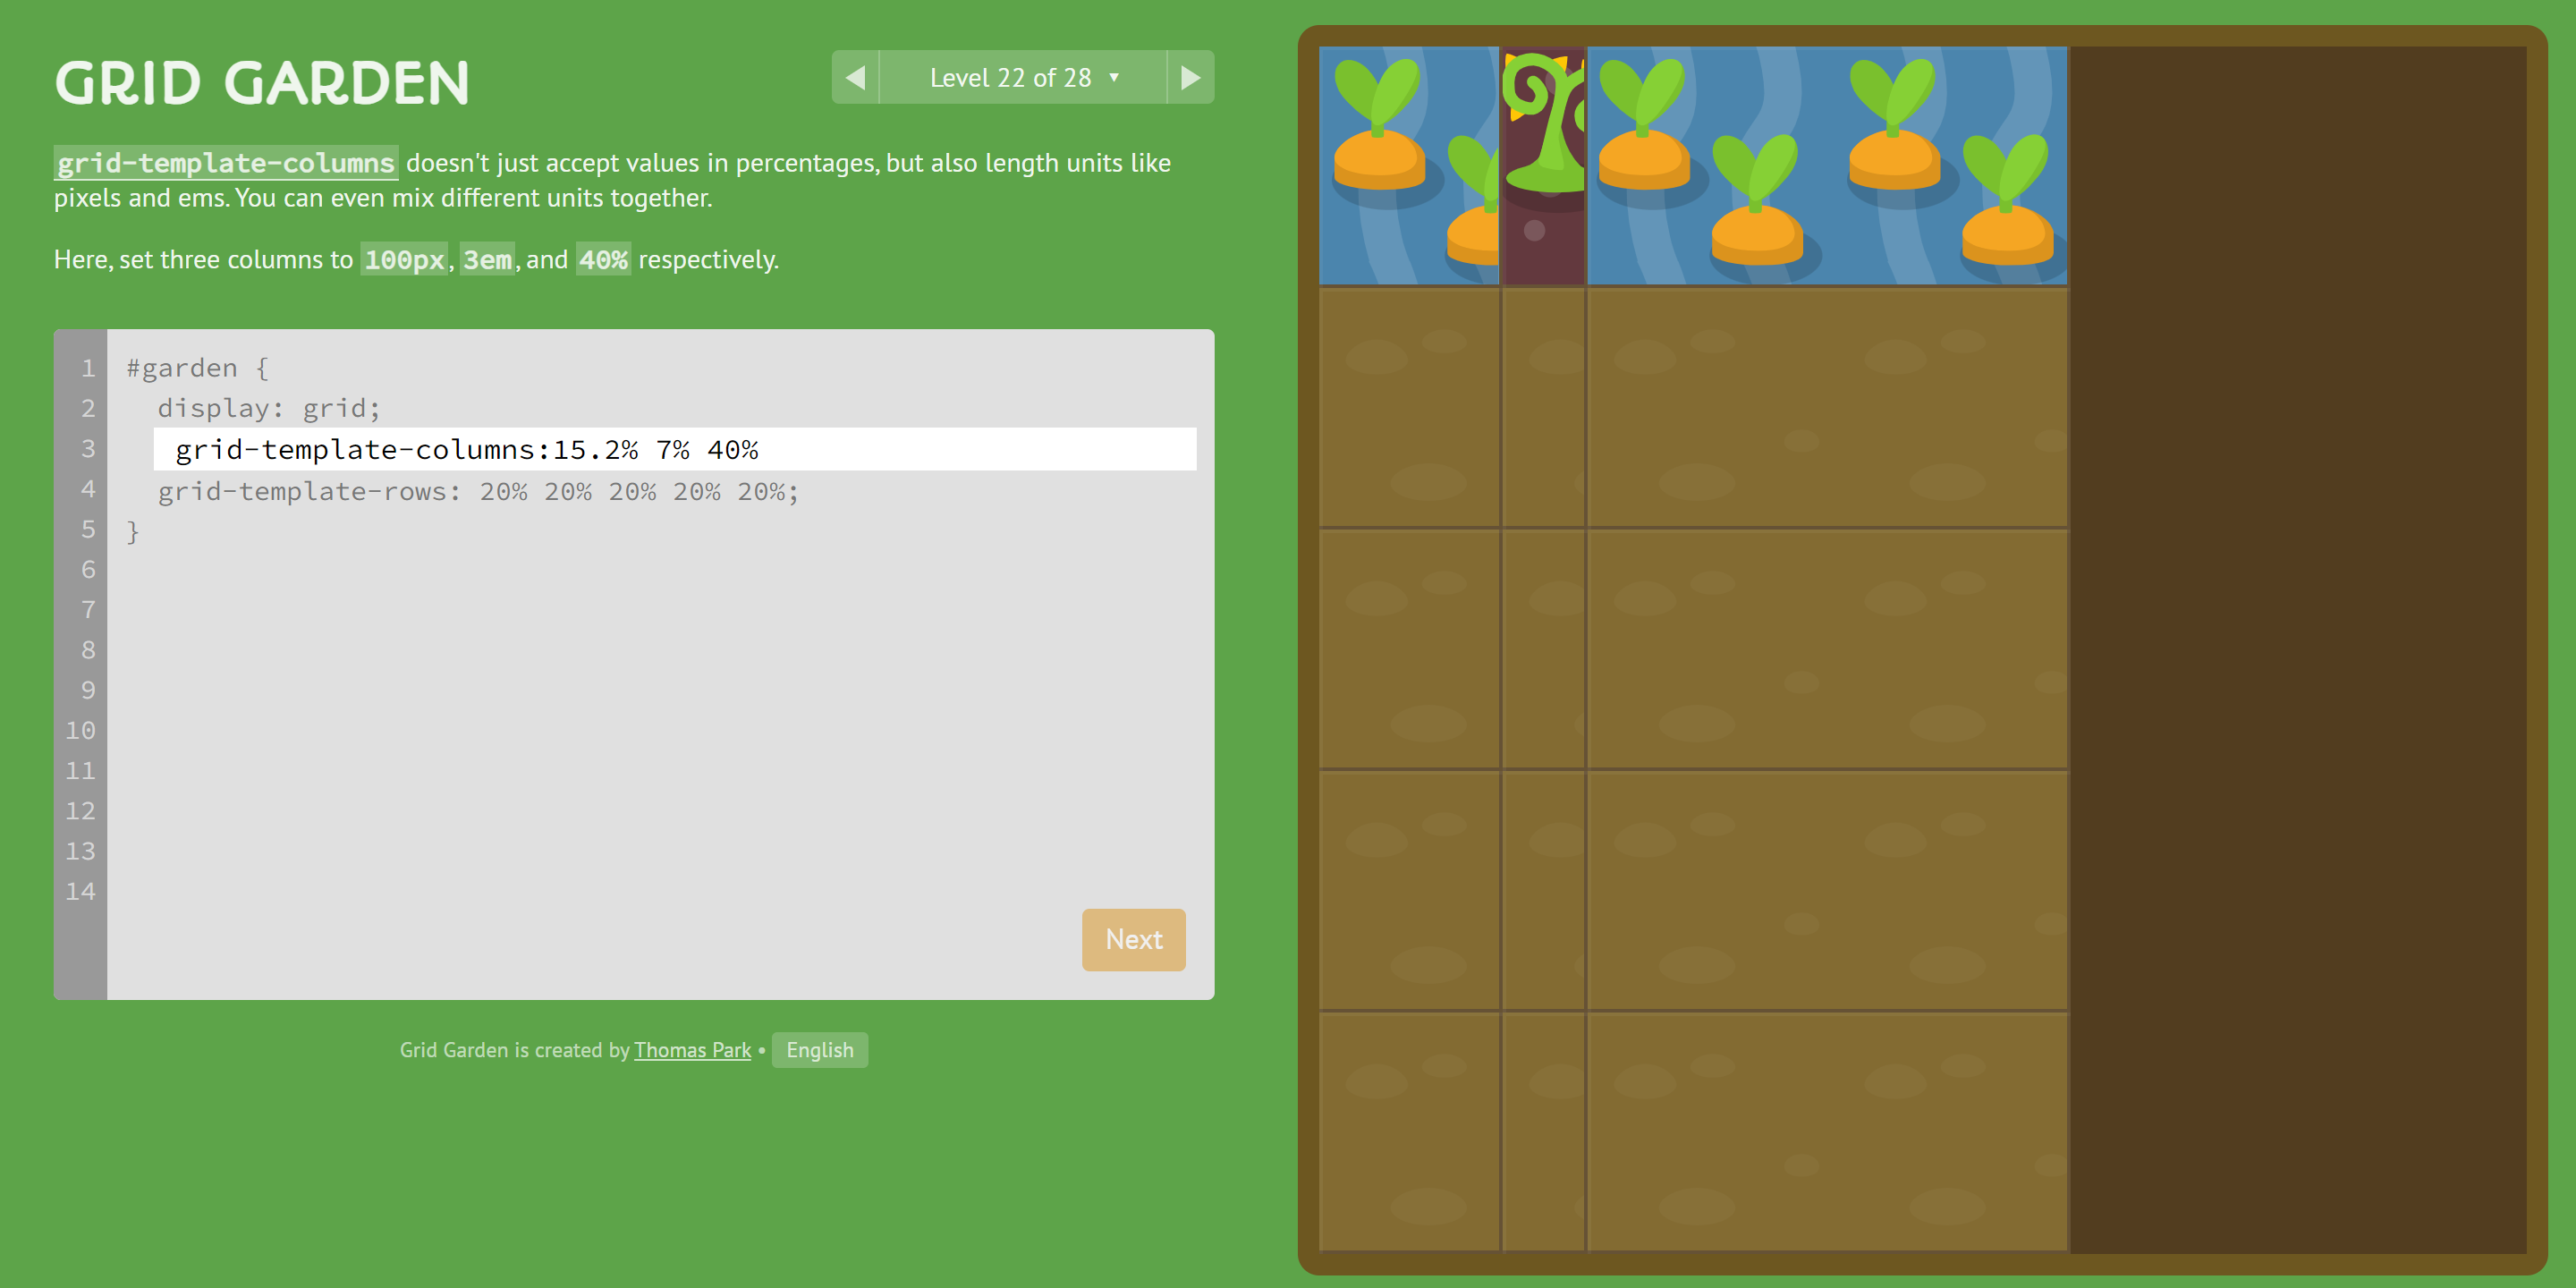 GRID GARDEN
Level 22 of 28
grid-template-columns doesn't just accept values in percentages, but also length units like
pixels and ems. You can even mix different units together.
Here, set three columns to 100px, 3em, and 40% respectively.
1 #garden {
2 display: grid;
3 grid-template-columns:15.2% 7% 40%
4 grid-template-rows: 20% 20% 20% 20% 20%;
5 }
6
7
8
9
10
11
12
13
14
Next
Grid Garden is created by Thomas Park • English